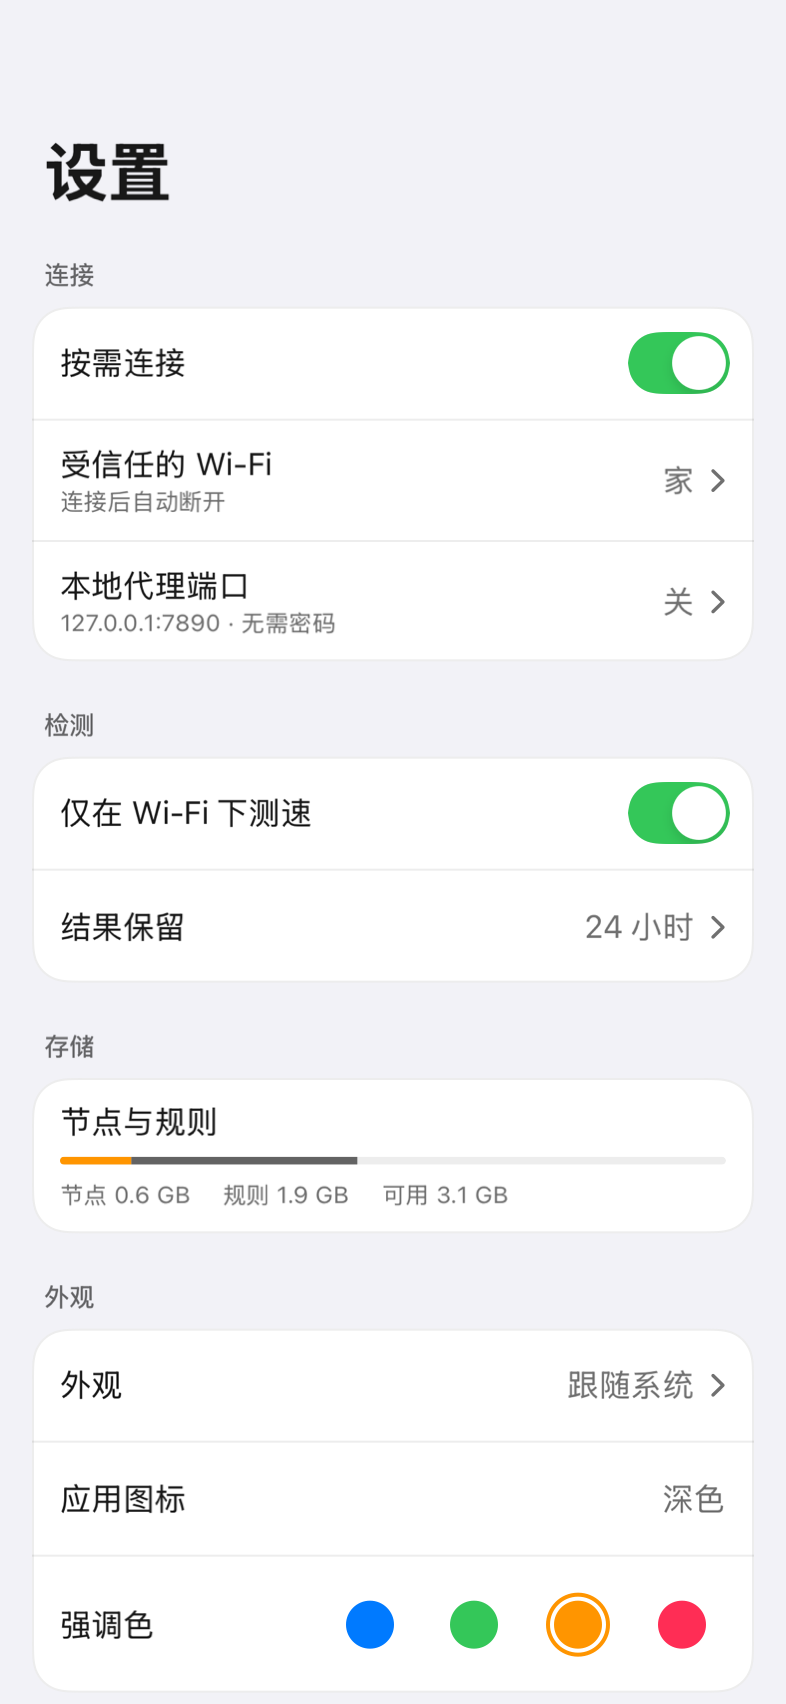 设置
连接
按需连接
受信任的 Wi-Fi
连接后自动断开
家
本地代理端口
127.0.0.1:7890 · 无需密码
关
检测
仅在 Wi-Fi 下测速
结果保留
24 小时
存储
节点与规则
节点 0.6 GB 规则 1.9 GB 可用 3.1 GB
外观
外观
跟随系统
应用图标
深色
强调色